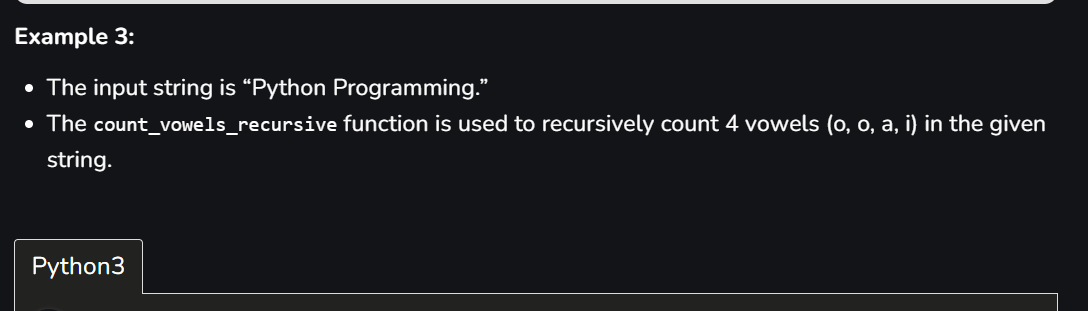 Example 3:
• The input string is “Python Programming.”
• The count_vowels_recursive function is used to recursively count 4 vowels (o, o, a, i) in the given
string.
Python3